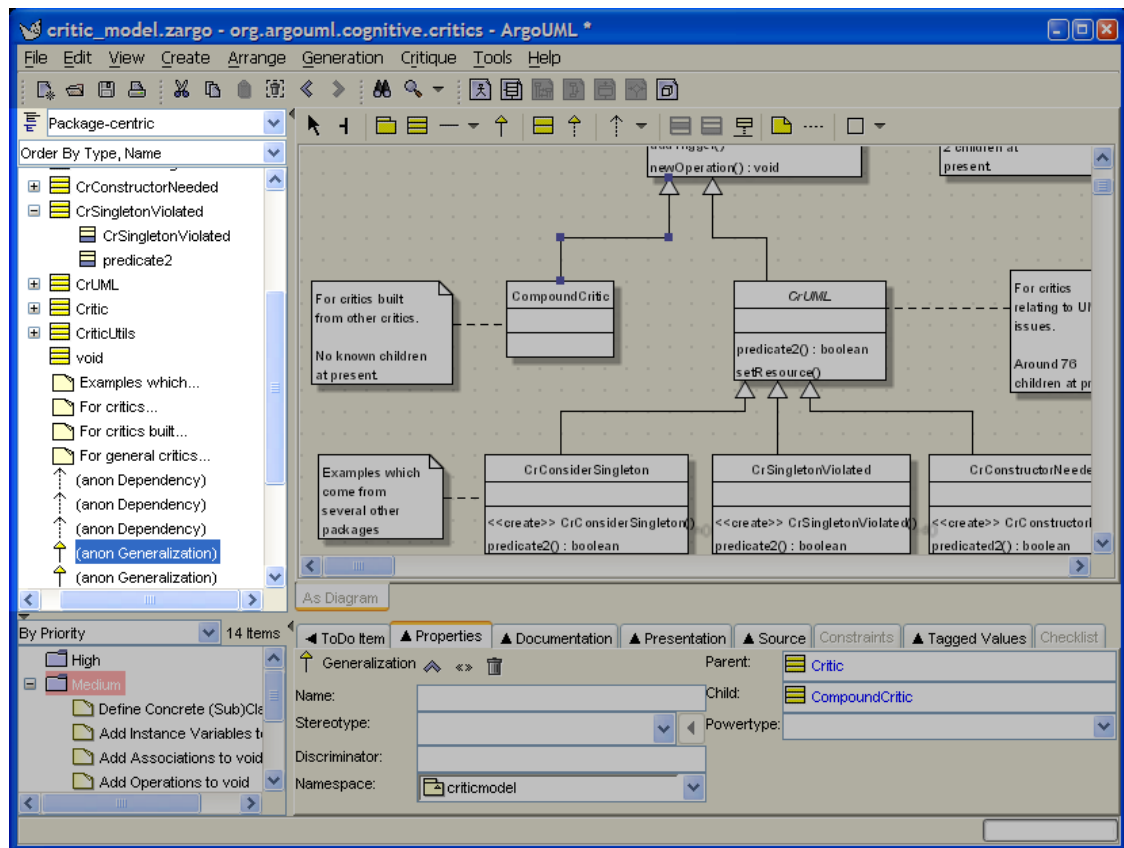 critic_model.zargo - org.argouml.cognitive.critics - ArgoUML *
File Edit View Create Arrange Generation Critique Tools Help
Package-centric
Order By Type, Name
CrConstructorNeeded
CrSingletonViolated
CrSingletonViolated
predicate2
CrUML
Critic
CriticUtils
void
Examples which...
For critics...
For critics built...
For general critics...
(anon Dependency)
(anon Dependency)
(anon Dependency)
(anon Generalization)
(anon Generalization)
newOperation() : void
2 children at
present.
For critics built
from other critics.
No known children
at present.
CompoundCritic
CrUML
predicate2() : boolean
setResource()
For critics
relating to UM
issues.
Around 76
children at pr
Examples which
come from
several other
packages
CrConsiderSingleton
<<create>> CrConsiderSingleton()
predicate2() : boolean
CrSingletonViolated
<<create>> CrSingletonViolated()
predicate2() : boolean
CrConstructorNeede
<<create>> CrConstructorI
predicated2() : boolean
As Diagram
By Priority 14 Items
High
Medium
Define Concrete (Sub)Cla
Add Instance Variables to
Add Associations to void
Add Operations to void
ToDo Item Properties Documentation Presentation Source Constraints Tagged Values Checklist
Generalization
Name:
Stereotype:
Discriminator:
Namespace: criticmodel
Parent: Critic
Child: CompoundCritic
Powertype: